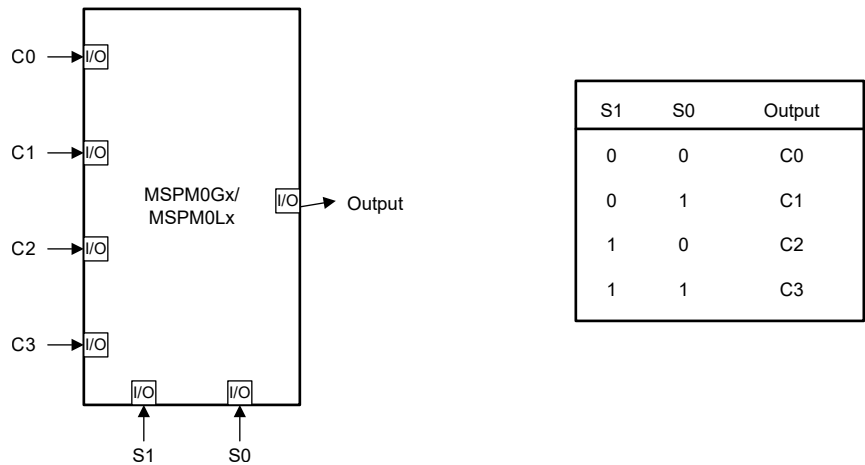 C0
I/O
C1
I/O
C2
I/O
C3
I/O
MSPM0Gx/
MSPM0Lx
I/O
Output
I/O
I/O
S1
S0
S1 S0 Output
0 0 C0
0 1 C1
1 0 C2
1 1 C3